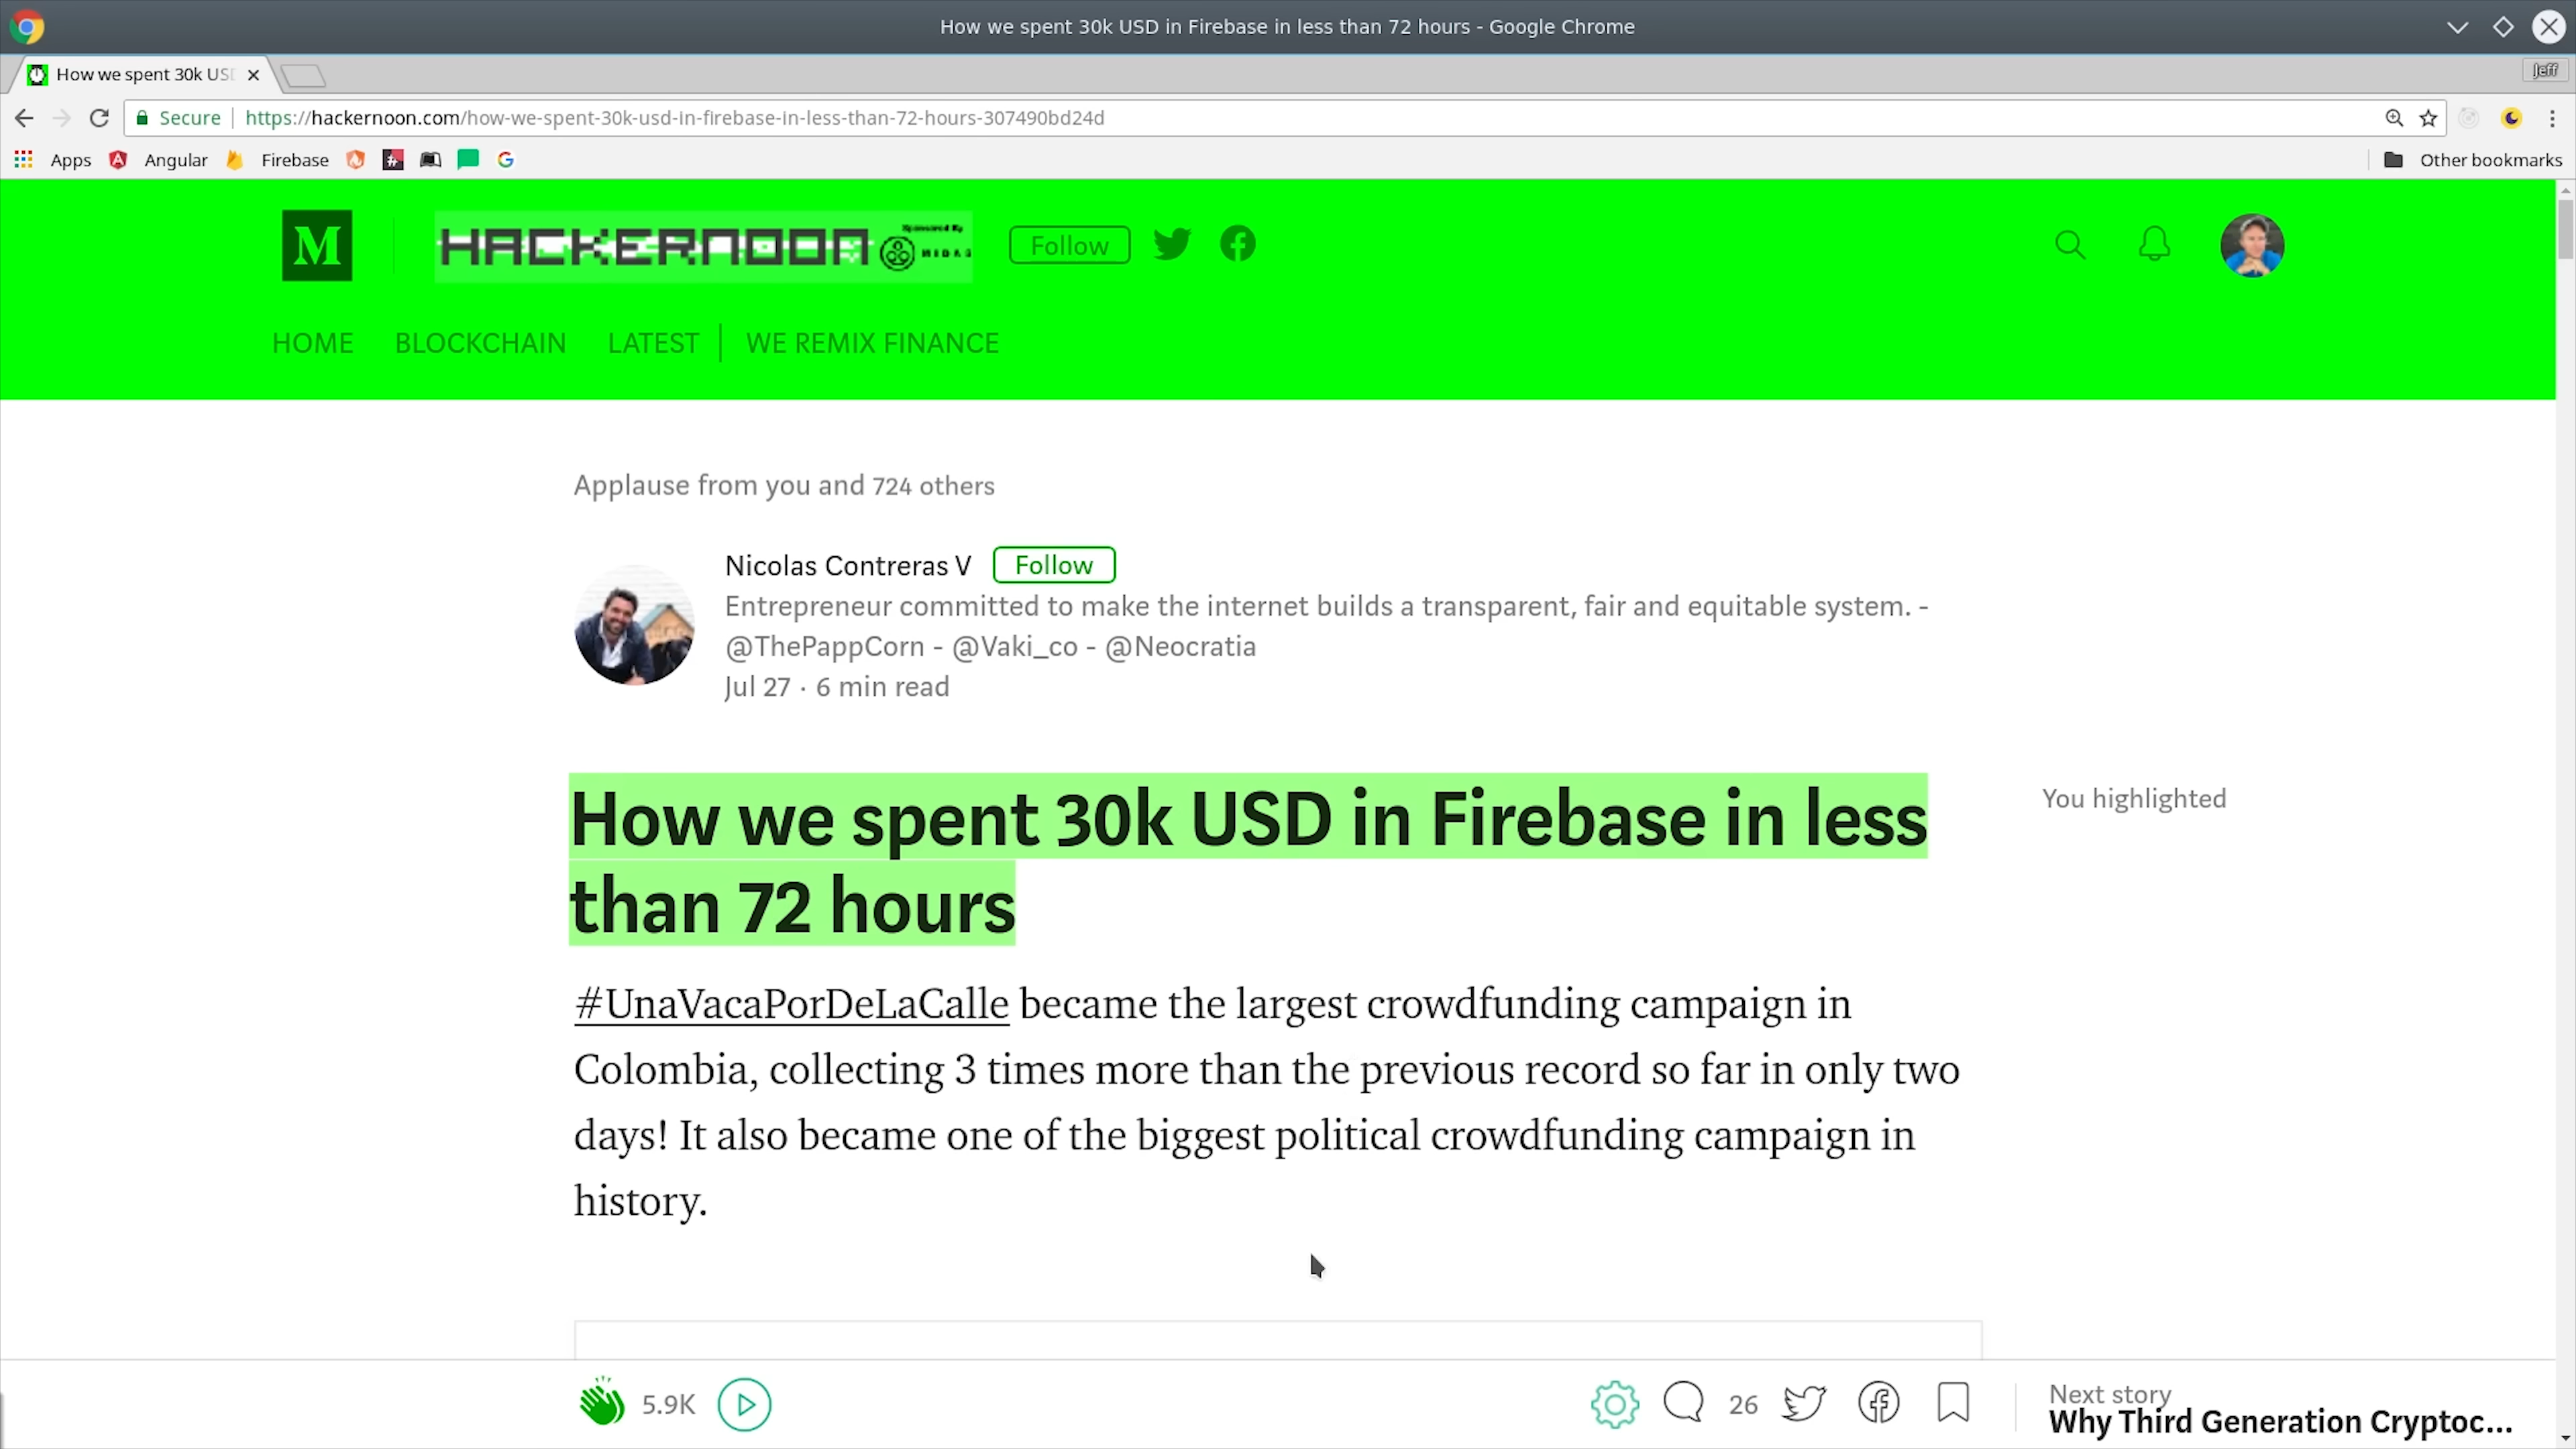 How we spent 30k USD in Firebase in less than 72 hours - Google Chrome
How we spent 30k USD
Jeff
Secure https://hackernoon.com/how-we-spent-30k-usd-in-firebase-in-less-than-72-hours-307490bd24d
Apps Angular Firebase Other bookmarks
M HACKERNOON Sponsored By MIDAS Follow
HOME BLOCKCHAIN LATEST WE REMIX FINANCE
Applause from you and 724 others
Nicolas Contreras V Follow
Entrepreneur committed to make the internet builds a transparent, fair and equitable system. -
@ThePappCorn - @Vaki_co - @Neocratia
Jul 27 · 6 min read
How we spent 30k USD in Firebase in less
than 72 hours
You highlighted
#UnaVacaPorDeLaCalle became the largest crowdfunding campaign in
Colombia, collecting 3 times more than the previous record so far in only two
days! It also became one of the biggest political crowdfunding campaign in
history.
5.9K 26
Next story
Why Third Generation Cryptoc...